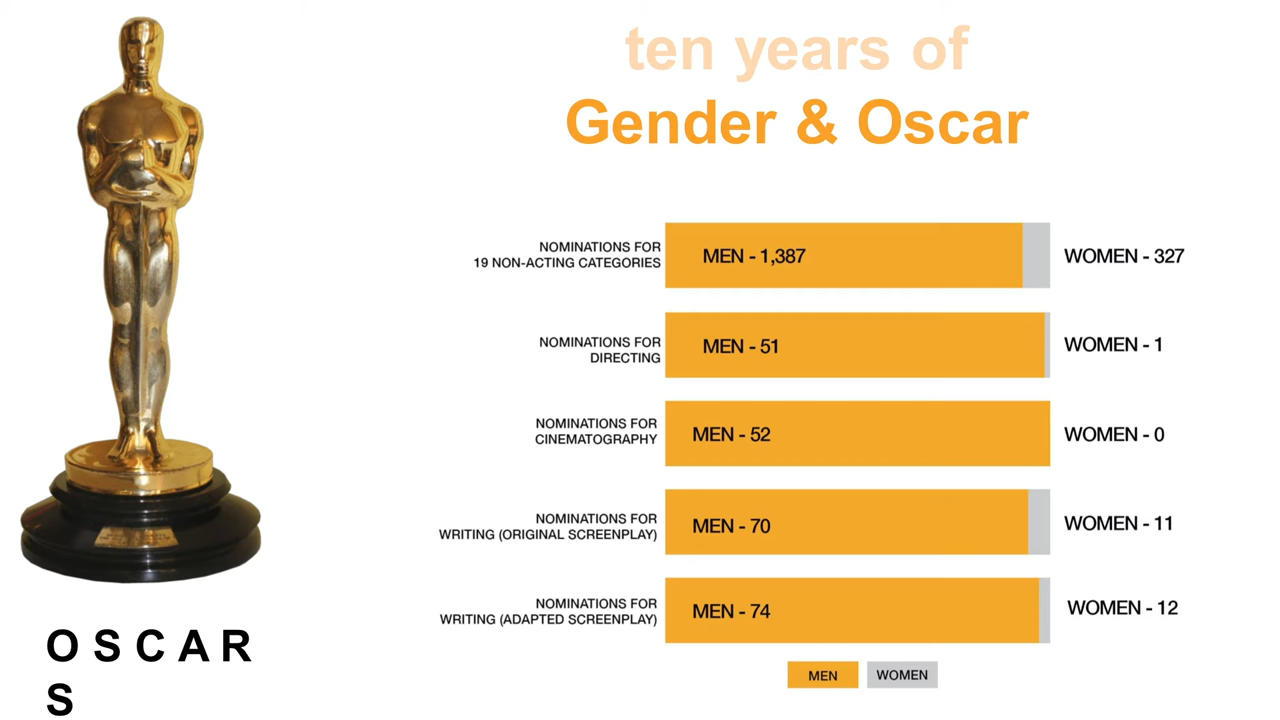 ten years of
Gender & Oscar
NOMINATIONS FOR
19 NON-ACTING CATEGORIES
MEN - 1,387
WOMEN - 327
NOMINATIONS FOR
DIRECTING
MEN - 51
WOMEN - 1
NOMINATIONS FOR
CINEMATOGRAPHY
MEN - 52
WOMEN - 0
NOMINATIONS FOR
WRITING (ORIGINAL SCREENPLAY)
MEN - 70
WOMEN - 11
NOMINATIONS FOR
WRITING (ADAPTED SCREENPLAY)
MEN - 74
WOMEN - 12
MEN
WOMEN
OSCAR
S